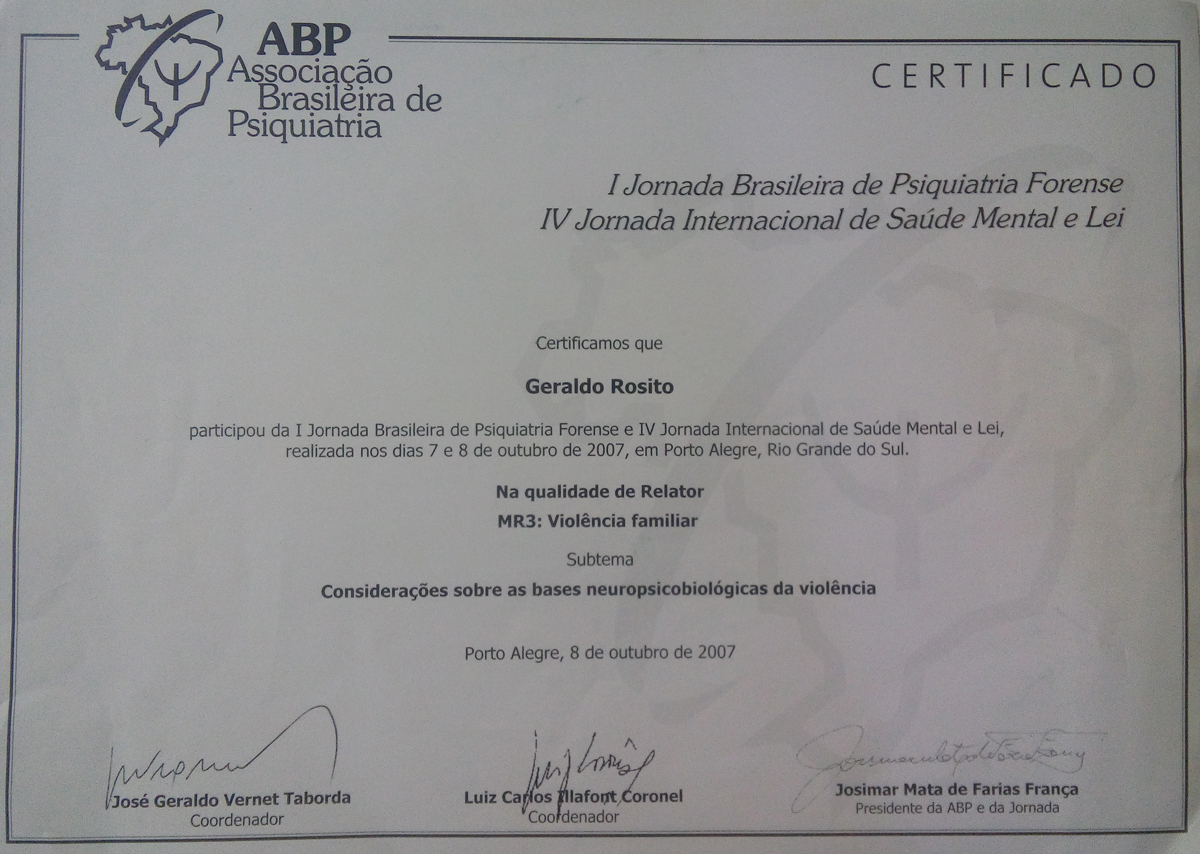 ABP
Associação
Brasileira de
Psiquiatria
CERTIFICADO
I Jornada Brasileira de Psiquiatria Forense
IV Jornada Internacional de Saúde Mental e Lei
Certificamos que
Geraldo Rosito
participou da I Jornada Brasileira de Psiquiatria Forense e IV Jornada Internacional de Saúde Mental e Lei,
realizada nos dias 7 e 8 de outubro de 2007, em Porto Alegre, Rio Grande do Sul.
Na qualidade de Relator
MR3: Violência familiar
Subtema
Considerações sobre as bases neuropsicobiológicas da violência
Porto Alegre, 8 de outubro de 2007
José Geraldo Vernet Taborda
Coordenador
Luiz Carlos Illafont Coronel
Coordenador
Josimar Mata de Farias França
Presidente da ABP e da Jornada